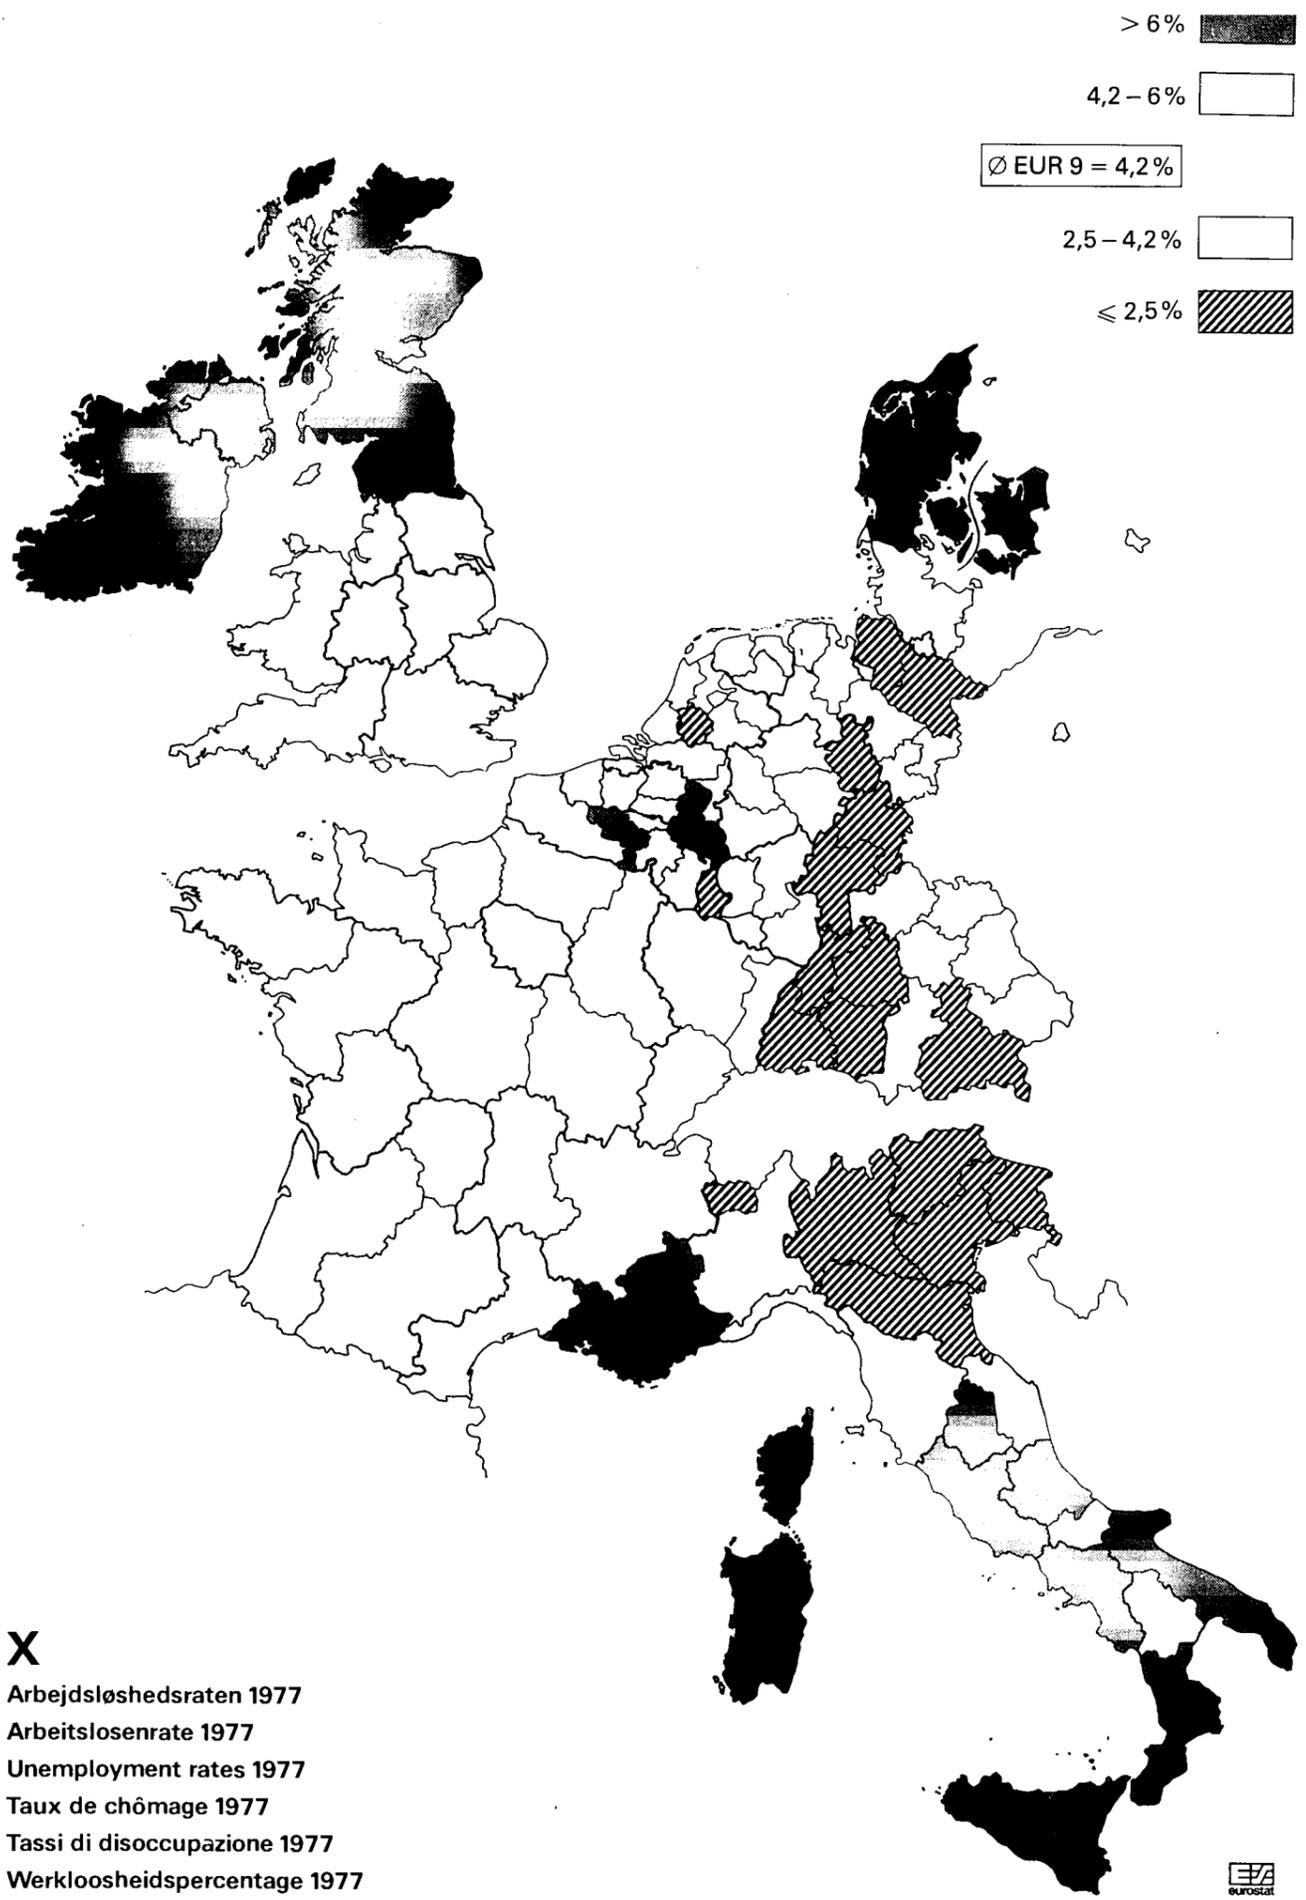 > 6%
4,2 – 6%
Ø EUR 9 = 4,2%
2,5 – 4,2%
⩽ 2,5%
X
Arbejdsløshedsraten 1977
Arbeitslosenrate 1977
Unemployment rates 1977
Taux de chômage 1977
Tassi di disoccupazione 1977
Werkloosheidspercentage 1977
eurostat